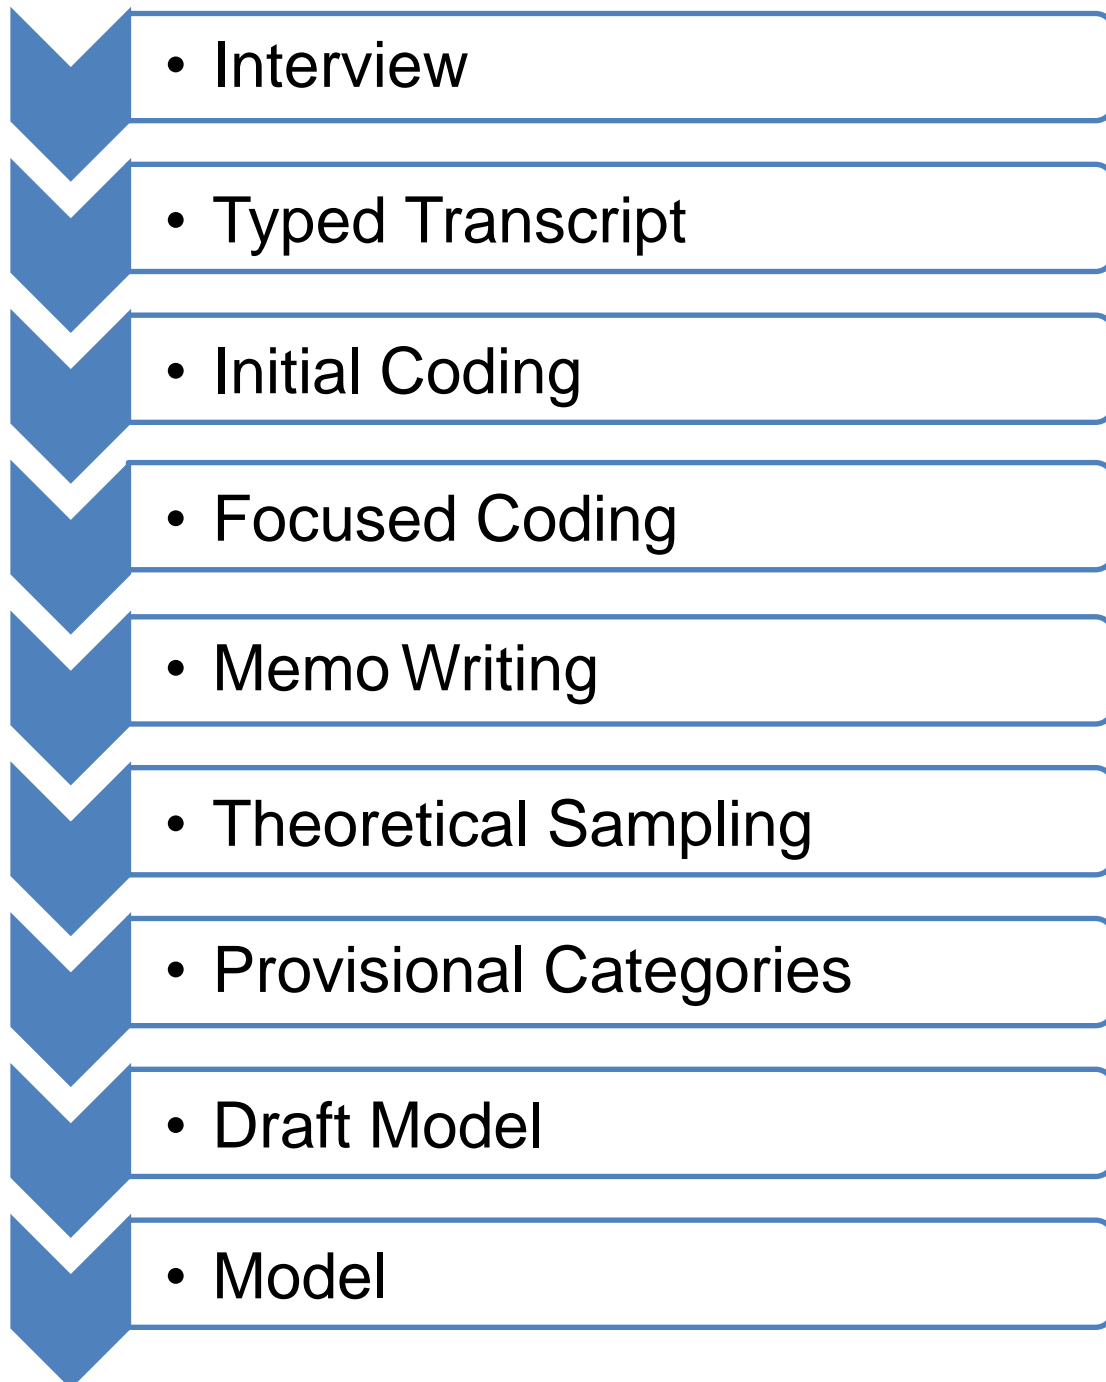 • Interview
• Typed Transcript
• Initial Coding
• Focused Coding
• Memo Writing
• Theoretical Sampling
• Provisional Categories
• Draft Model
• Model